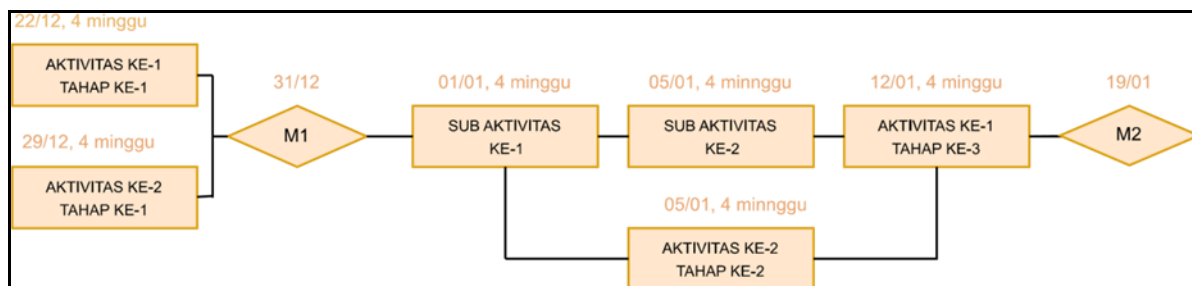 22/12, 4 minggu
AKTIVITAS KE-1
TAHAP KE-1
29/12, 4 minggu
AKTIVITAS KE-2
TAHAP KE-1
31/12
M1
01/01, 4 minggu
SUB AKTIVITAS
KE-1
05/01, 4 minnggu
SUB AKTIVITAS
KE-2
05/01, 4 minnggu
AKTIVITAS KE-2
TAHAP KE-2
12/01, 4 minggu
AKTIVITAS KE-1
TAHAP KE-3
19/01
M2